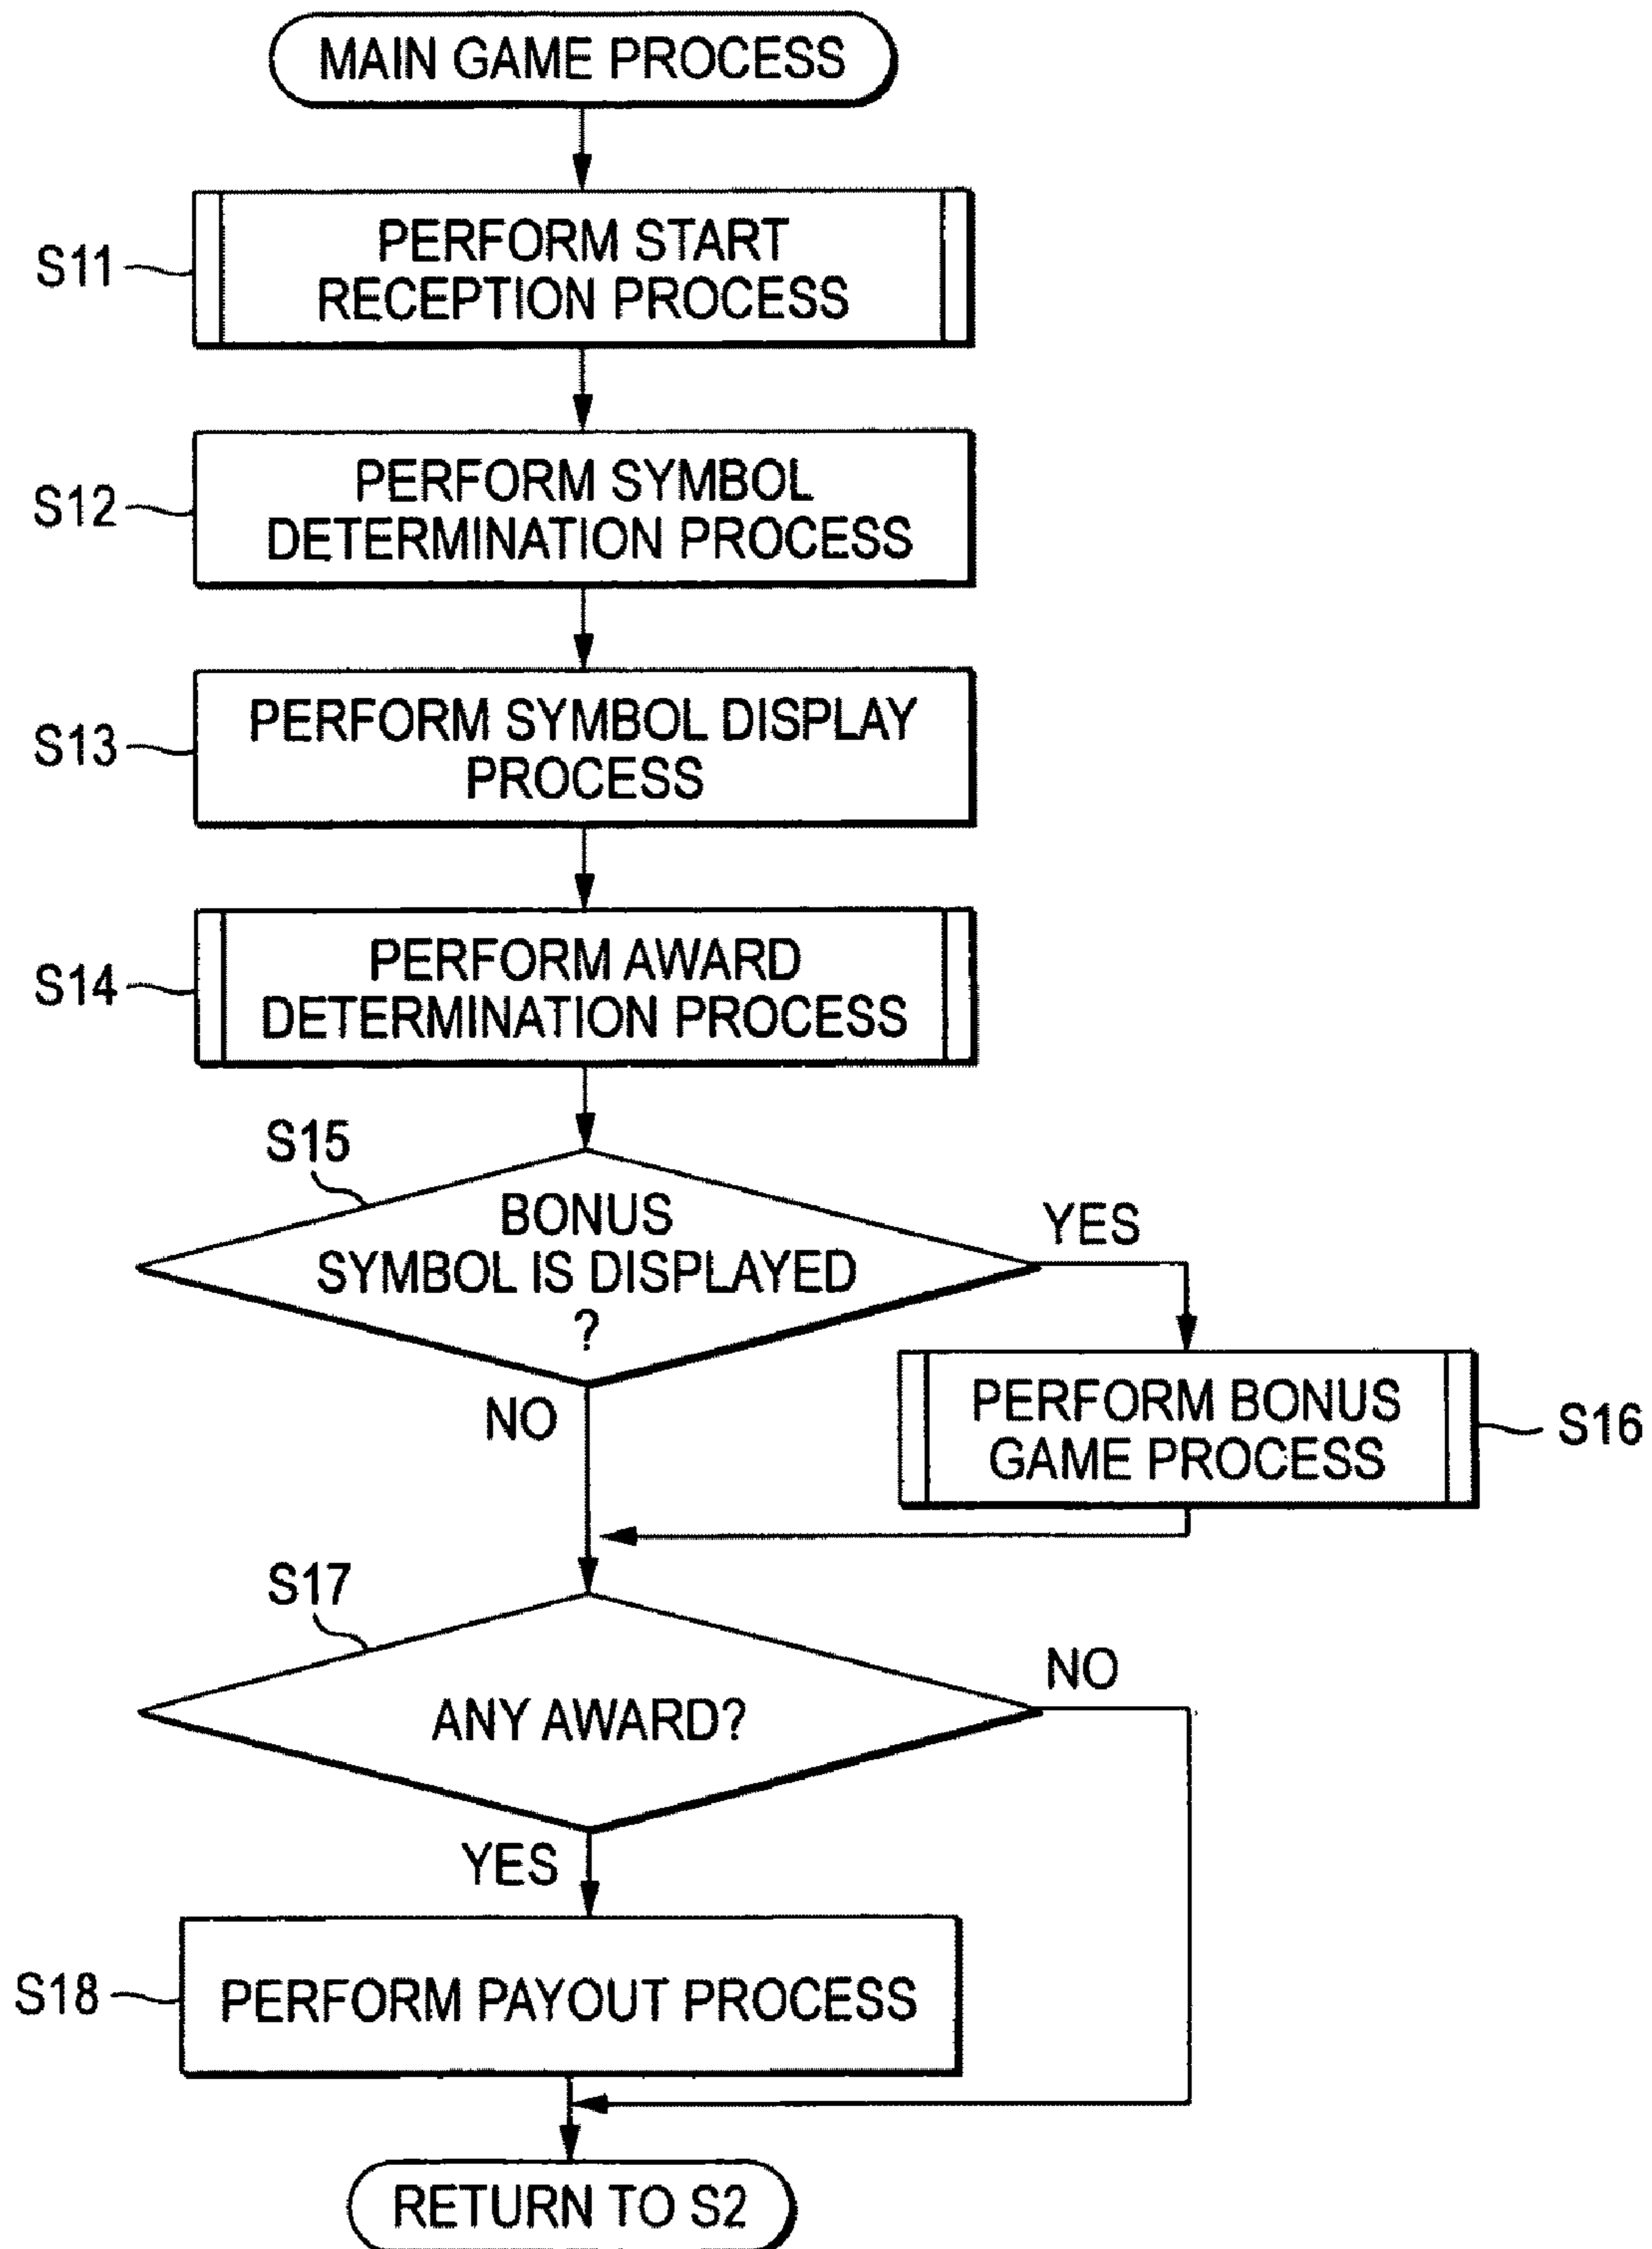 MAIN GAME PROCESS
S11
PERFORM START
RECEPTION PROCESS
S12
PERFORM SYMBOL
DETERMINATION PROCESS
S13
PERFORM SYMBOL DISPLAY
PROCESS
S14
PERFORM AWARD
DETERMINATION PROCESS
S15
BONUS
SYMBOL IS DISPLAYED
?
YES
NO
PERFORM BONUS
GAME PROCESS
S16
S17
ANY AWARD?
NO
YES
S18
PERFORM PAYOUT PROCESS
RETURN TO S2